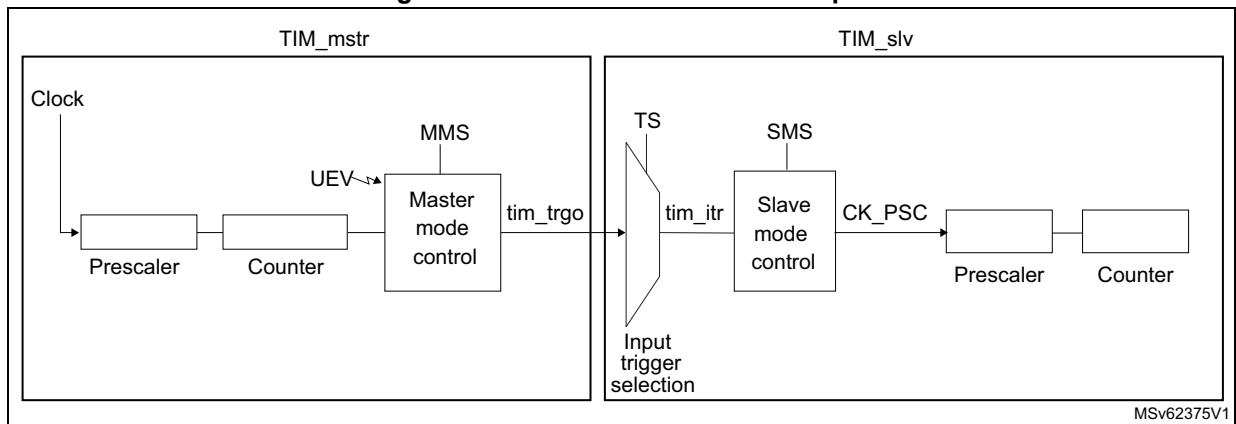 TIM_mstr
TIM_slv
Clock
MMS
UEV
Master
mode
control
tim_trgo
Prescaler
Counter
TS
SMS
tim_itr
Slave
mode
control
CK_PSC
Prescaler
Counter
Input
trigger
selection
MSv62375V1